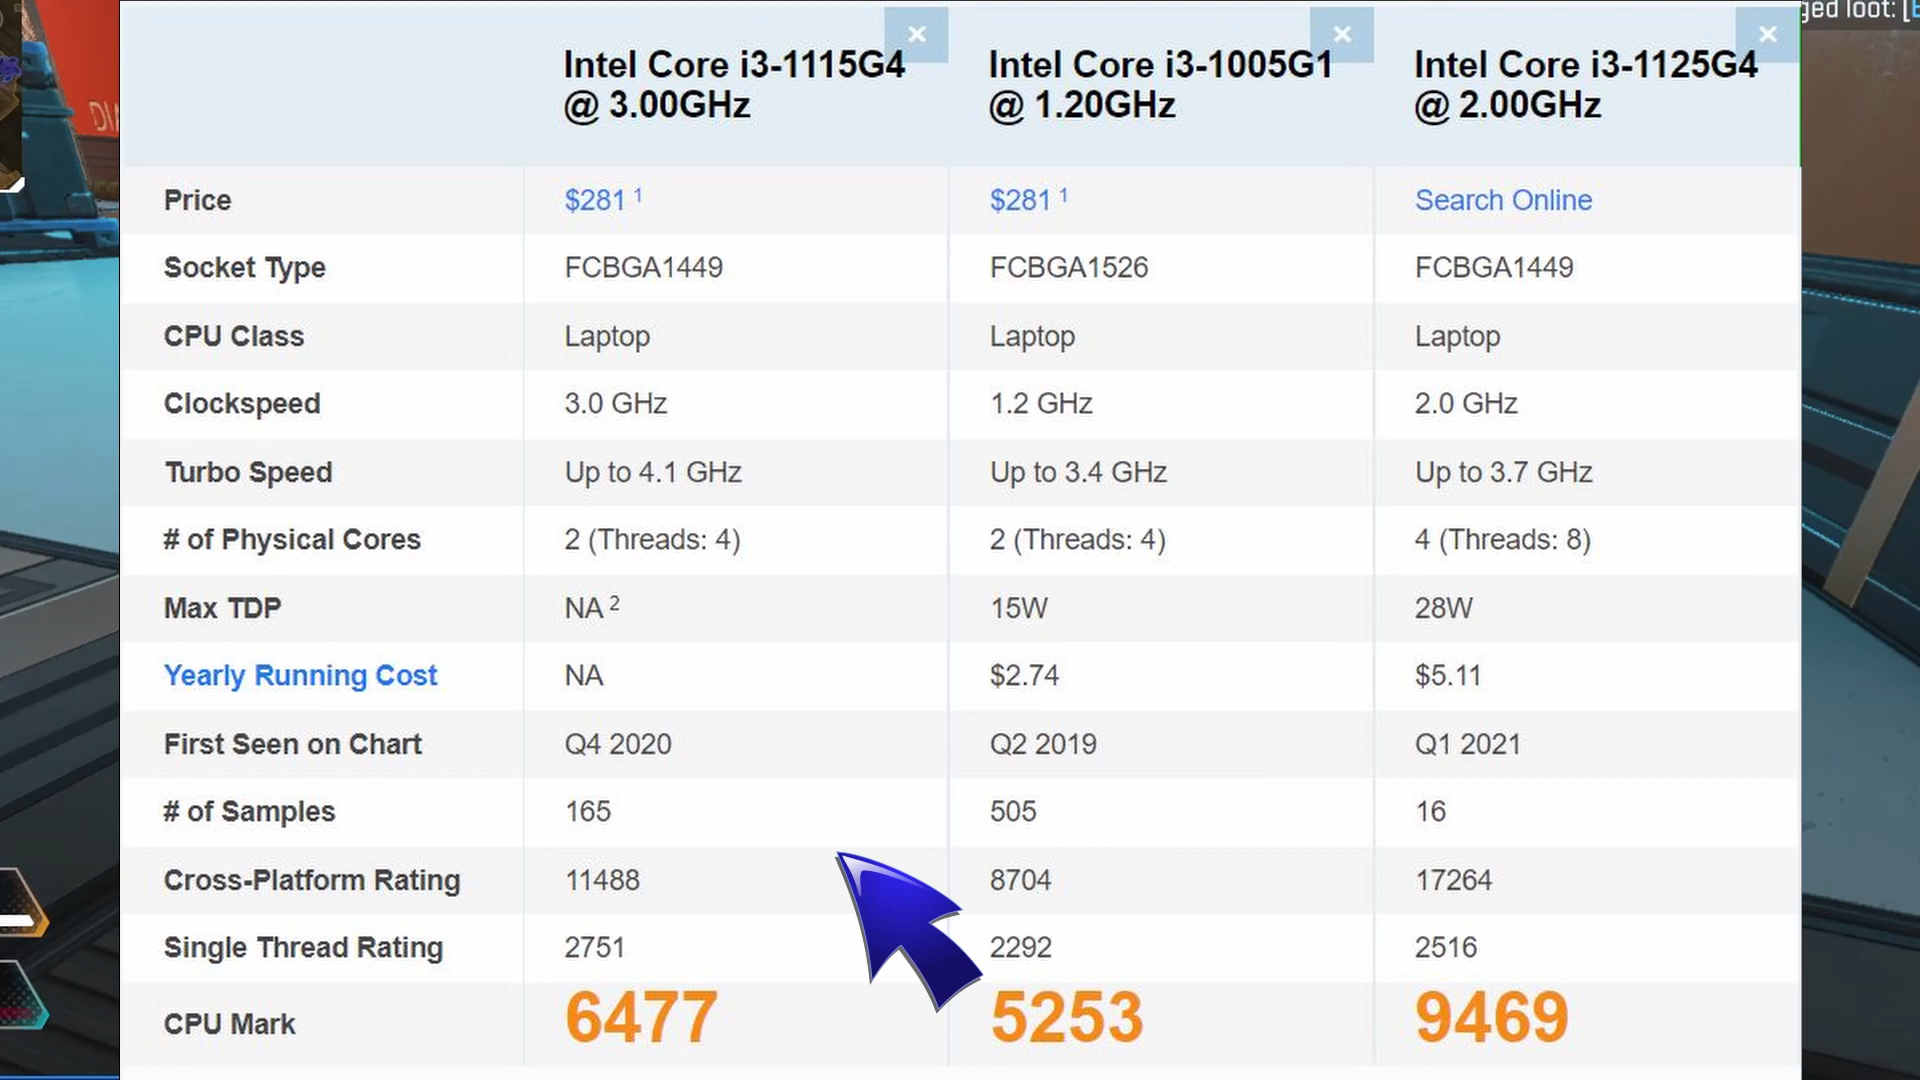 ged loot: [
DI
× × ×
Intel Core i3-1115G4 @ 3.00GHz Intel Core i3-1005G1 @ 1.20GHz Intel Core i3-1125G4 @ 2.00GHz
Price $281 1 $281 1 Search Online
Socket Type FCBGA1449 FCBGA1526 FCBGA1449
CPU Class Laptop Laptop Laptop
Clockspeed 3.0 GHz 1.2 GHz 2.0 GHz
Turbo Speed Up to 4.1 GHz Up to 3.4 GHz Up to 3.7 GHz
# of Physical Cores 2 (Threads: 4) 2 (Threads: 4) 4 (Threads: 8)
Max TDP NA 2 15W 28W
Yearly Running Cost NA $2.74 $5.11
First Seen on Chart Q4 2020 Q2 2019 Q1 2021
# of Samples 165 505 16
Cross-Platform Rating 11488 8704 17264
Single Thread Rating 2751 2292 2516
CPU Mark 6477 5253 9469